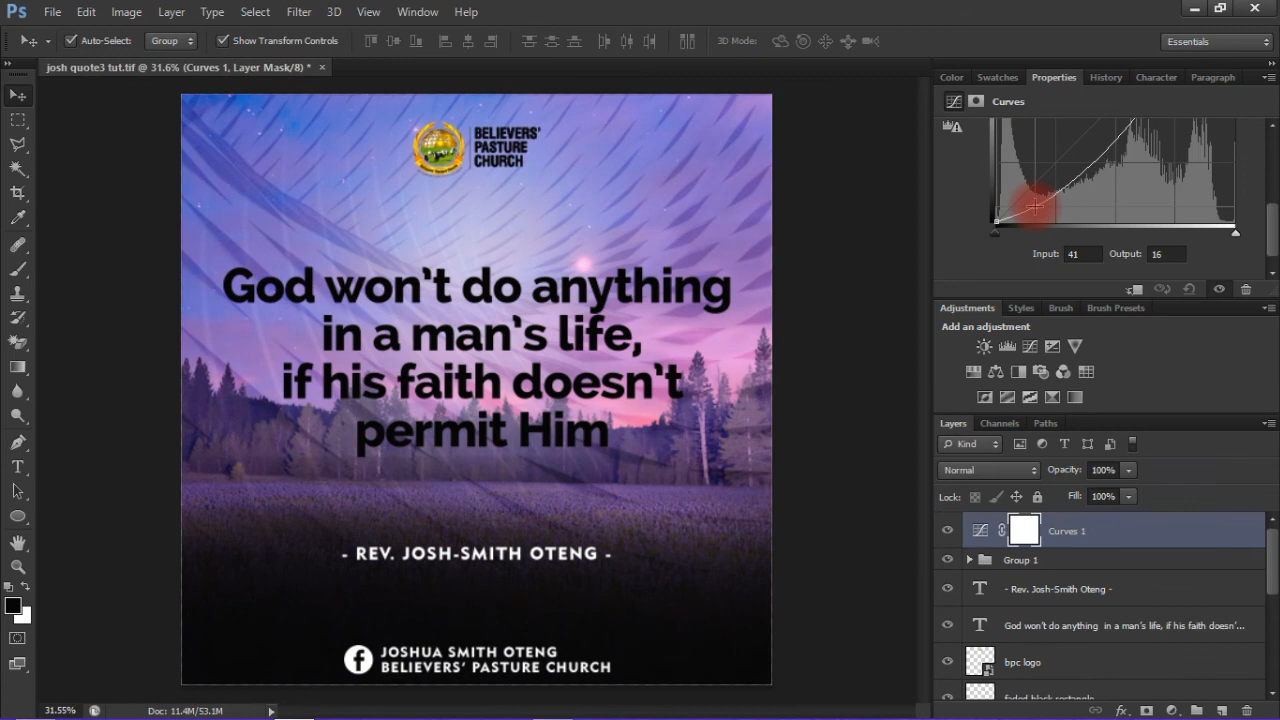 Ps File Edit Image Layer Type Select Filter 3D View Window Help
Auto-Select: Group Show Transform Controls 3D Mode: Essentials
josh quote3 tut.tif @ 31.6% (Curves 1, Layer Mask/8) * ×
Color Swatches Properties History Character Paragraph
Curves
BELIEVERS'
PASTURE
CHURCH
Input: 41 Output: 16
God won't do anything
in a man's life,
if his faith doesn't
permit Him
- REV. JOSH-SMITH OTENG -
JOSHUA SMITH OTENG
BELIEVERS' PASTURE CHURCH
Adjustments Styles Brush Brush Presets
Add an adjustment
Layers Channels Paths
Kind
Normal Opacity: 100%
Lock: Fill: 100%
Curves 1
Group 1
- Rev. Josh-Smith Oteng -
God won't do anything in a man's life, if his faith doesn'...
bpc logo
faded black rectangle
31.55% Doc: 11.4M/53.1M